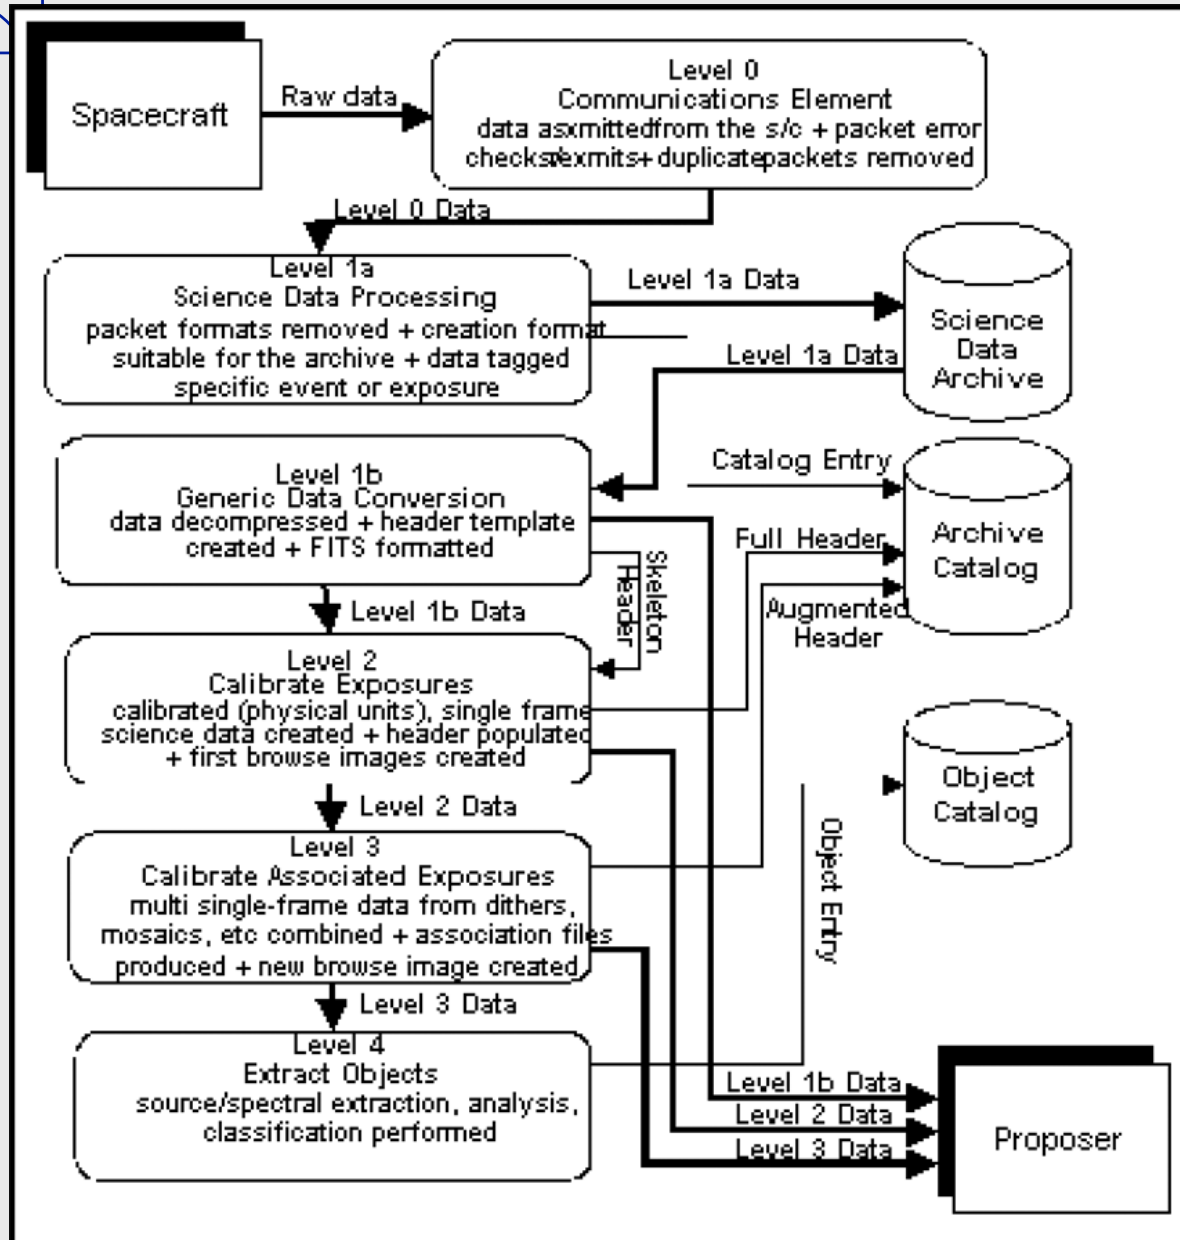 Spacecraft
Raw data
Level 0
Communications Element
data asxmittedfrom the s/c + packet error
duplicatepackets removed
Level 0 Data
Level 1a
Science Data Processing
packet formats removed + creation format
suitable for the archive + data tagged
specific event or exposure
Level 1a Data
Science
Data
Archive
Level 1a Data
Level 1b
Generic Data Conversion
data decompressed + header template
created + FITS formatted
Catalog Entry
Archive
Catalog
Full Header
Augmented
Header
Skeleton
Header
Level 1b Data
Level 2
Calibrate Exposures
calibrated (physical units), single frame
science data created + header populated
+ first browse images created
Object
Catalog
Level 2 Data
Object Entry
Level 3
Calibrate Associated Exposures
multi single-frame data from dithers,
mosaics, etc combined + association files
produced + new browse image created
Level 3 Data
Level 4
Extract Objects
source/spectral extraction, analysis,
classification performed
Level 1b Data
Level 2 Data
Level 3 Data
Proposer